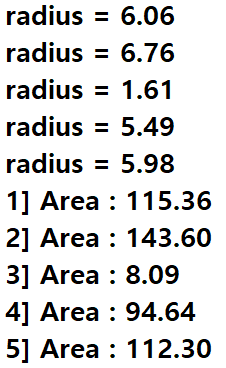 radius = 6.06
radius = 6.76
radius = 1.61
radius = 5.49
radius = 5.98
1] Area : 115.36
2] Area : 143.60
3] Area : 8.09
4] Area : 94.64
5] Area : 112.30